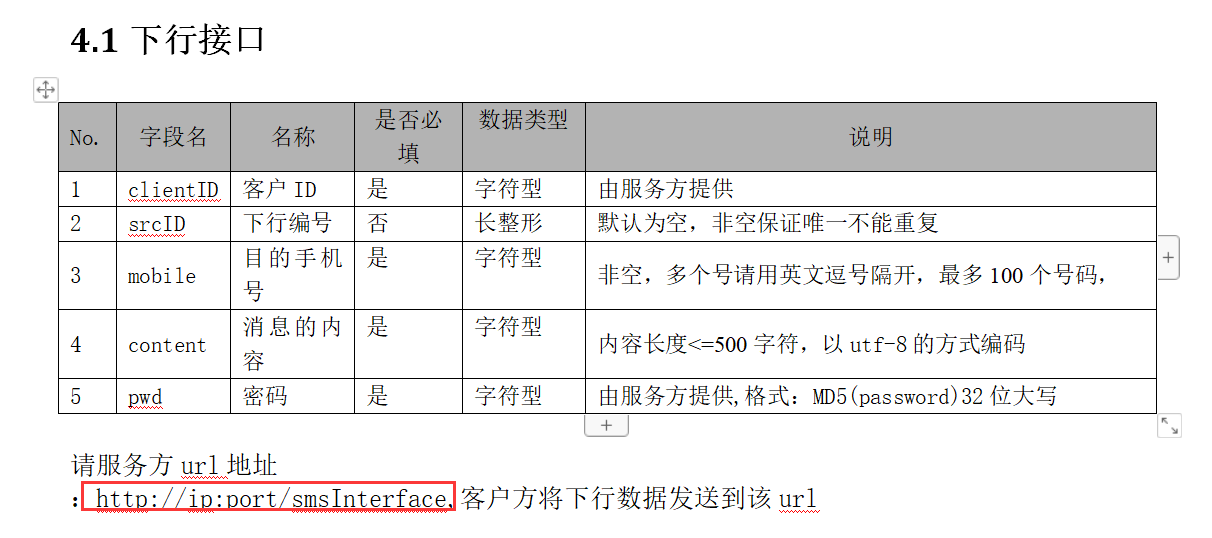 4.1 下行接口
No. 字段名 名称 是否必填 数据类型 说明
1 clientID 客户 ID 是 字符型 由服务方提供
2 srcID 下行编号 否 长整形 默认为空，非空保证唯一不能重复
3 mobile 目的手机号 是 字符型 非空，多个号请用英文逗号隔开，最多 100 个号码，
4 content 消息的内容 是 字符型 内容长度<=500 字符，以 utf-8 的方式编码
5 pwd 密码 是 字符型 由服务方提供,格式：MD5(password)32 位大写
请服务方 url 地址
：http://ip:port/smsInterface,客户方将下行数据发送到该 url